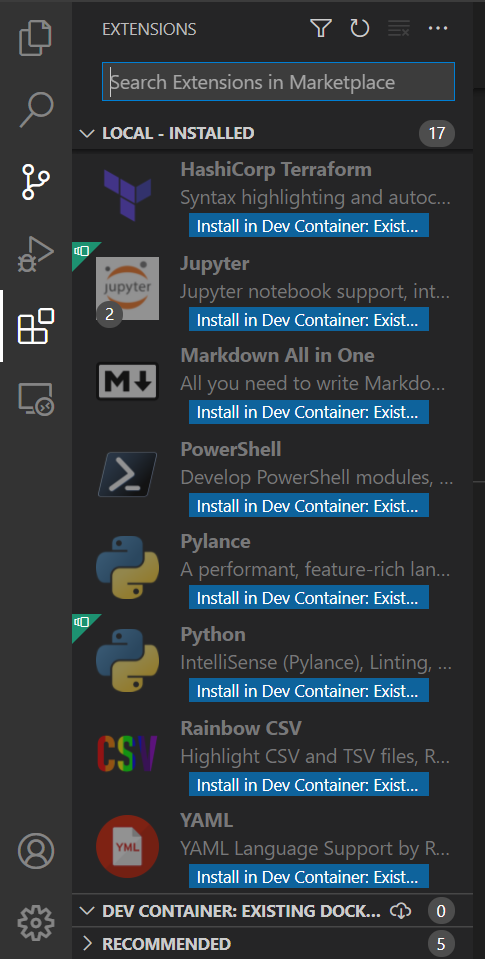 EXTENSIONS
Search Extensions in Marketplace
LOCAL - INSTALLED 17
HashiCorp Terraform
Syntax highlighting and autoc...
Install in Dev Container: Exist...
Jupyter
jupyter
2
Jupyter notebook support, int...
Install in Dev Container: Exist...
Markdown All in One
M
All you need to write Markdo...
Install in Dev Container: Exist...
PowerShell
Develop PowerShell modules, ...
Install in Dev Container: Exist...
Pylance
A performant, feature-rich lan...
Install in Dev Container: Exist...
Python
IntelliSense (Pylance), Linting, ...
Install in Dev Container: Exist...
Rainbow CSV
CSV
Highlight CSV and TSV files, R...
Install in Dev Container: Exist...
YAML
YML
YAML Language Support by R...
Install in Dev Container: Exist...
DEV CONTAINER: EXISTING DOCK... 0
RECOMMENDED 5